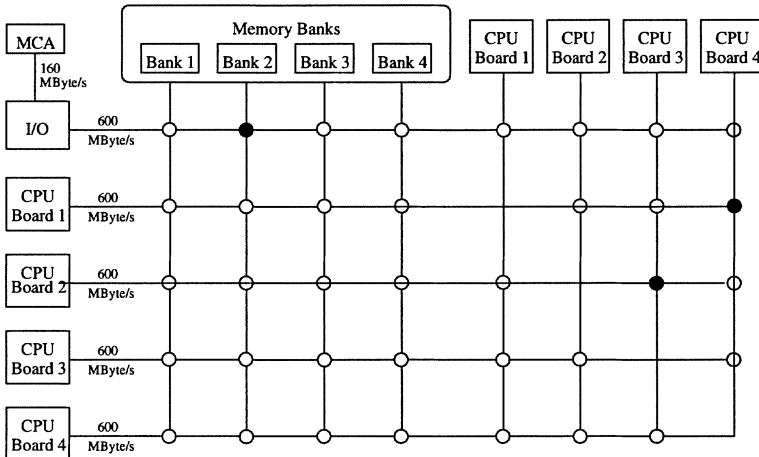 Memory Banks
MCA
Bank 1
Bank 2
Bank 3
Bank 4
CPU
Board 1
CPU
Board 2
CPU
Board 3
CPU
Board 4
160
MByte/s
I/O
600
MByte/s
CPU
Board 1
600
MByte/s
CPU
Board 2
600
MByte/s
CPU
Board 3
600
MByte/s
CPU
Board 4
600
MByte/s